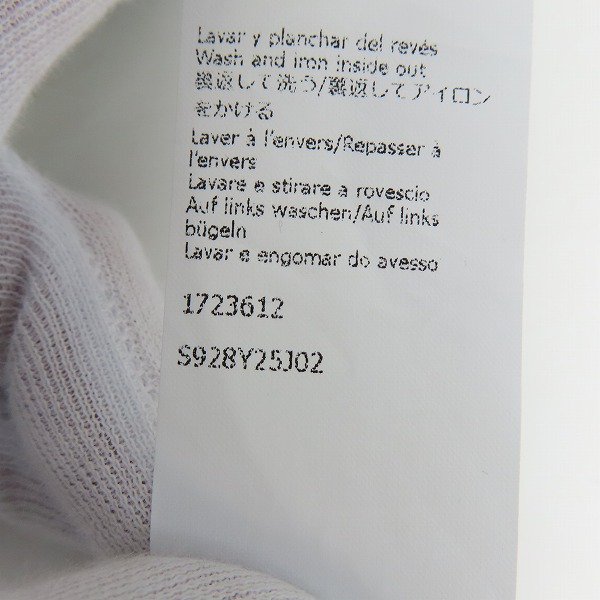 Lavar y planchar del revés
Wash and iron inside out
裏返して洗う/裏返してアイロン
をかける
Laver à l'envers/Repasser à
l'envers
Lavare e stirare a rovescio
Auf links waschen/Auf links
bügeln
Lavar e engomar do avesso
1723612
S928Y25J02